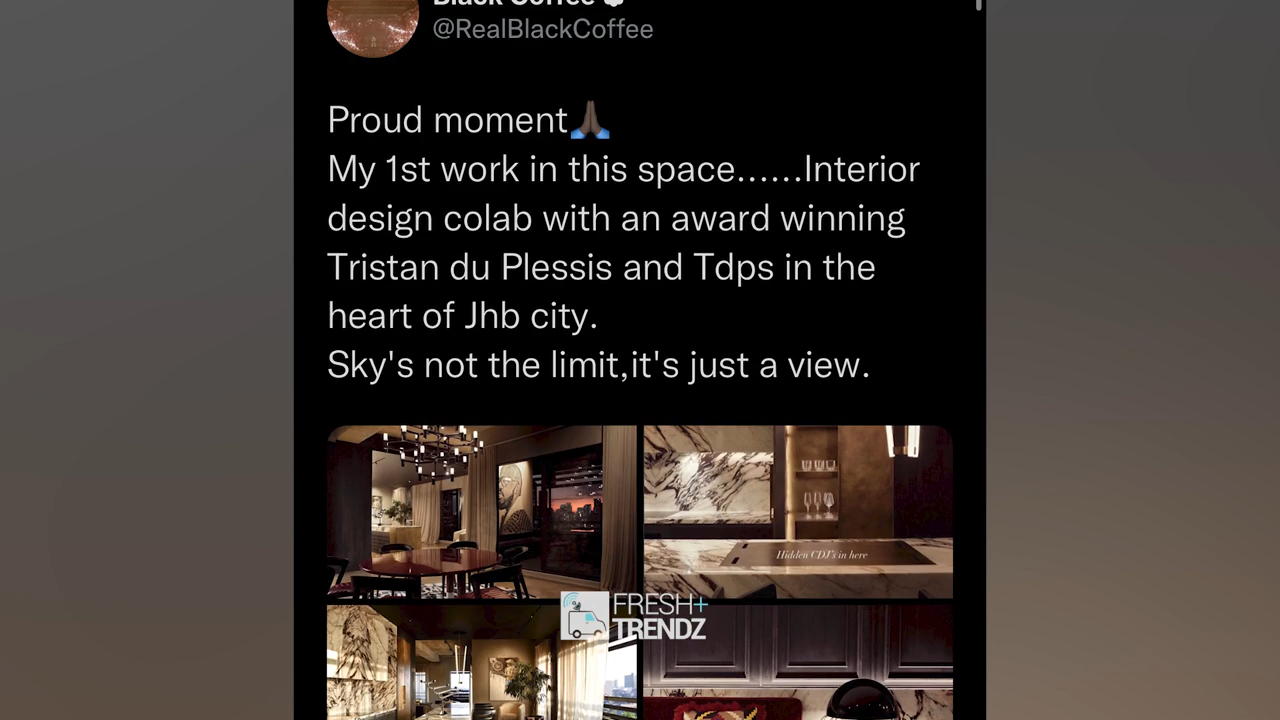 Black Coffee
@RealBlackCoffee
Proud moment🙏🏿
My 1st work in this space......Interior
design colab with an award winning
Tristan du Plessis and Tdps in the
heart of Jhb city.
Sky's not the limit,it's just a view.
Hidden CDJ's in here
FRESH+
TRENDZ